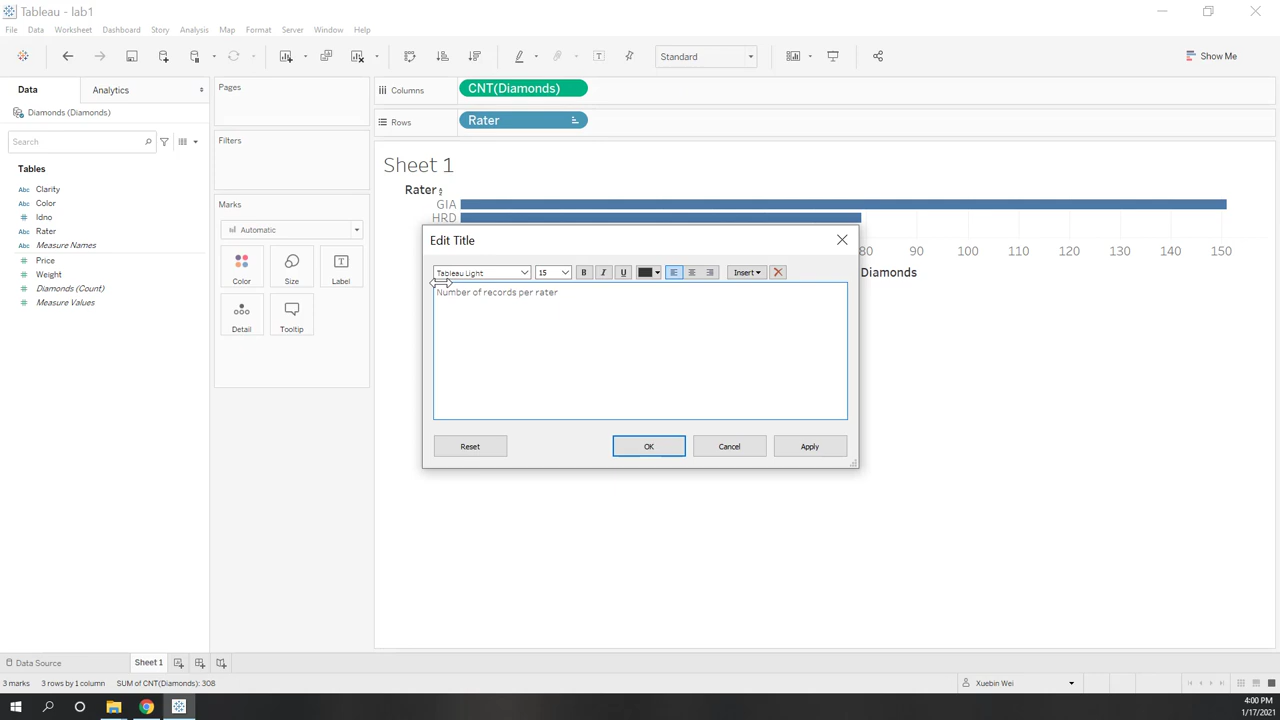 Tableau - lab1
File Data Worksheet Dashboard Story Analysis Map Format Server Window Help
Standard
Show Me
Data Analytics
Diamonds (Diamonds)
Search
Tables
Abc Clarity
Abc Color
Idno
Abc Rater
Abc Measure Names
Price
Weight
Diamonds (Count)
Measure Values
Pages
Filters
Marks
Automatic
Color Size Label
Detail Tooltip
Columns CNT(Diamonds)
Rows Rater
Sheet 1
Rater
GIA
HRD
80 90 100 110 120 130 140 150
Diamonds
Edit Title
Tableau Light 15 B I U Insert
Number of records per rater
Reset OK Cancel Apply
Data Source Sheet 1
3 marks 3 rows by 1 column SUM of CNT(Diamonds): 308
Xuebin Wei
4:00 PM
1/17/2021